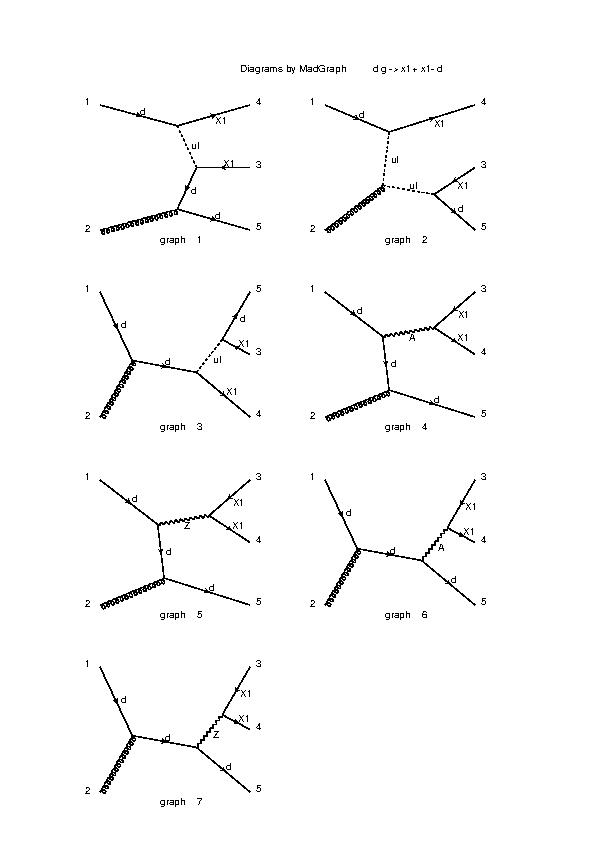 Diagrams by MadGraph d g -> x1+ x1- d
1 d 4
X1
ul
X1 3
d
d
2 5
graph 1
1 d 4
X1
ul
3
ul X1
d
2 5
graph 2
1 5
d d
X1 3
d ul
X1
2 4
graph 3
1 3
d X1
A X1
4
d
d
2 5
graph 4
1 3
d X1
Z X1
4
d
d
2 5
graph 5
1 3
d X1
X1
4
d A
d
2 5
graph 6
1 3
d X1
X1 4
d Z
d
2 5
graph 7